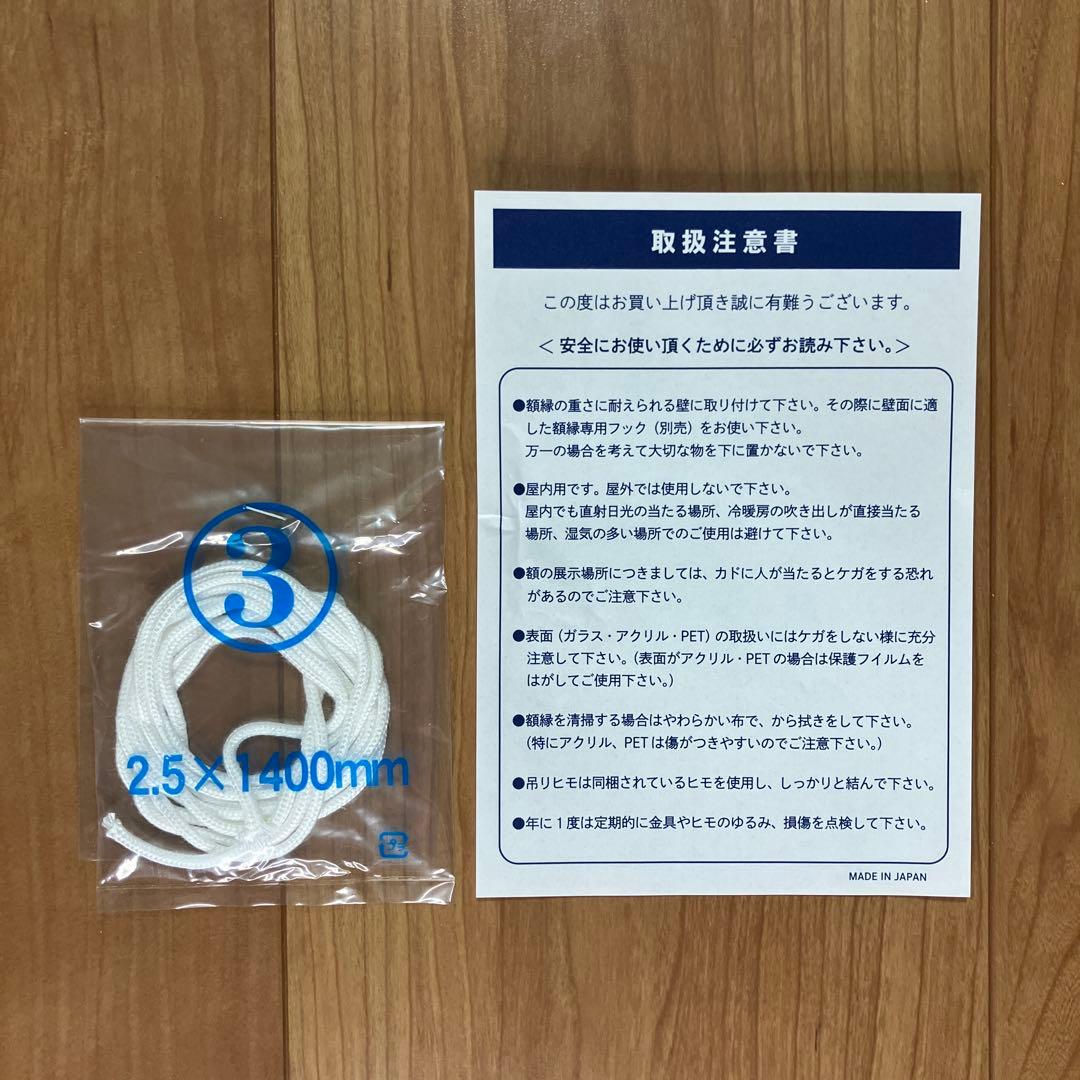 ③
2.5×1400mm
プラ
取扱注意書
この度はお買い上げ頂き誠に有難うございます。
＜安全にお使い頂くために必ずお読み下さい。＞
●額縁の重さに耐えられる壁に取り付けて下さい。その際に壁面に適
した額縁専用フック（別売）をお使い下さい。
万一の場合を考えて大切な物を下に置かないで下さい。
●屋内用です。屋外では使用しないで下さい。
屋内でも直射日光の当たる場所、冷暖房の吹き出しが直接当たる
場所、湿気の多い場所でのご使用は避けて下さい。
●額の展示場所につきましては、カドに人が当たるとケガをする恐れ
があるのでご注意下さい。
●表面（ガラス・アクリル・PET）の取扱いにはケガをしない様に充分
注意して下さい。（表面がアクリル・PETの場合は保護フイルムを
はがしてご使用下さい。）
●額縁を清掃する場合はやわらかい布で、から拭きをして下さい。
（特にアクリル、PETは傷がつきやすいのでご注意下さい。）
●吊りヒモは同梱されているヒモを使用し、しっかりと結んで下さい。
●年に1度は定期的に金具やヒモのゆるみ、損傷を点検して下さい。
MADE IN JAPAN